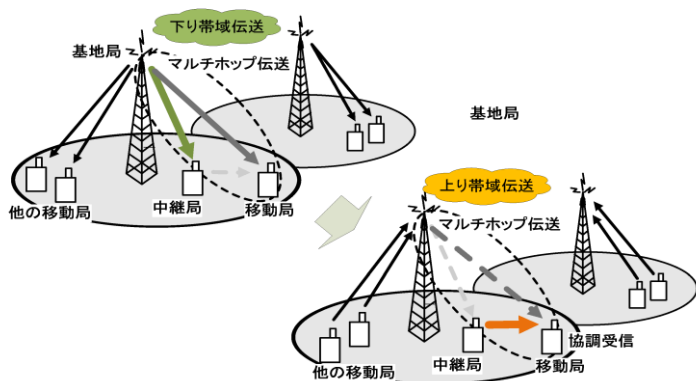 下り帯域伝送
基地局
マルチホップ伝送
他の移動局
中継局
移動局
基地局
上り帯域伝送
マルチホップ伝送
協調受信
他の移動局
中継局
移動局